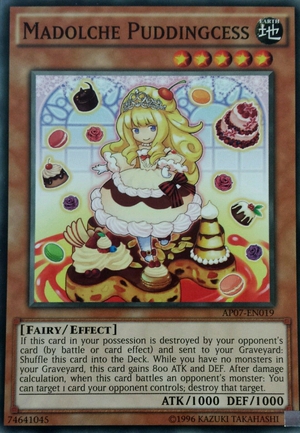 MADOLCHE PUDDINGCESS
EARTH
地
AP07-EN019
[FAIRY/EFFECT]
If this card in your possession is destroyed by your opponent's
card (by battle or card effect) and sent to your Graveyard:
Shuffle this card into the Deck. While you have no monsters in
your Graveyard, this card gains 800 ATK and DEF. After damage
calculation, when this card battles an opponent's monster: You
can target 1 card your opponent controls; destroy that target.
ATK/1000 DEF/1000
74641045
©1996 KAZUKI TAKAHASHI